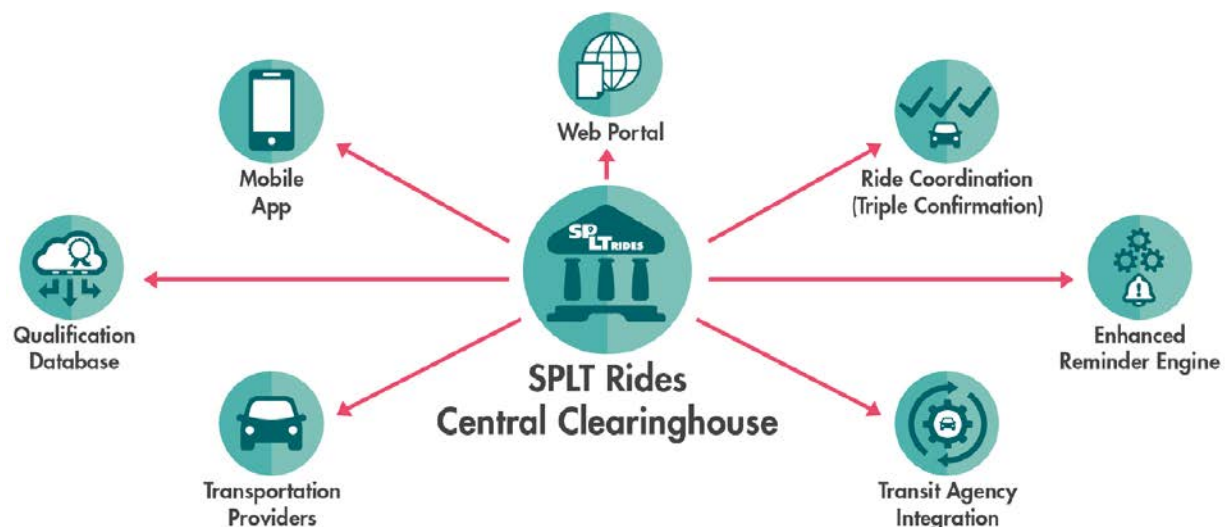 Web Portal
Mobile
App
Ride Coordination
(Triple Confirmation)
SPLT RIDES
Qualification
Database
Enhanced
Reminder Engine
SPLT Rides
Central Clearinghouse
Transportation
Providers
Transit Agency
Integration